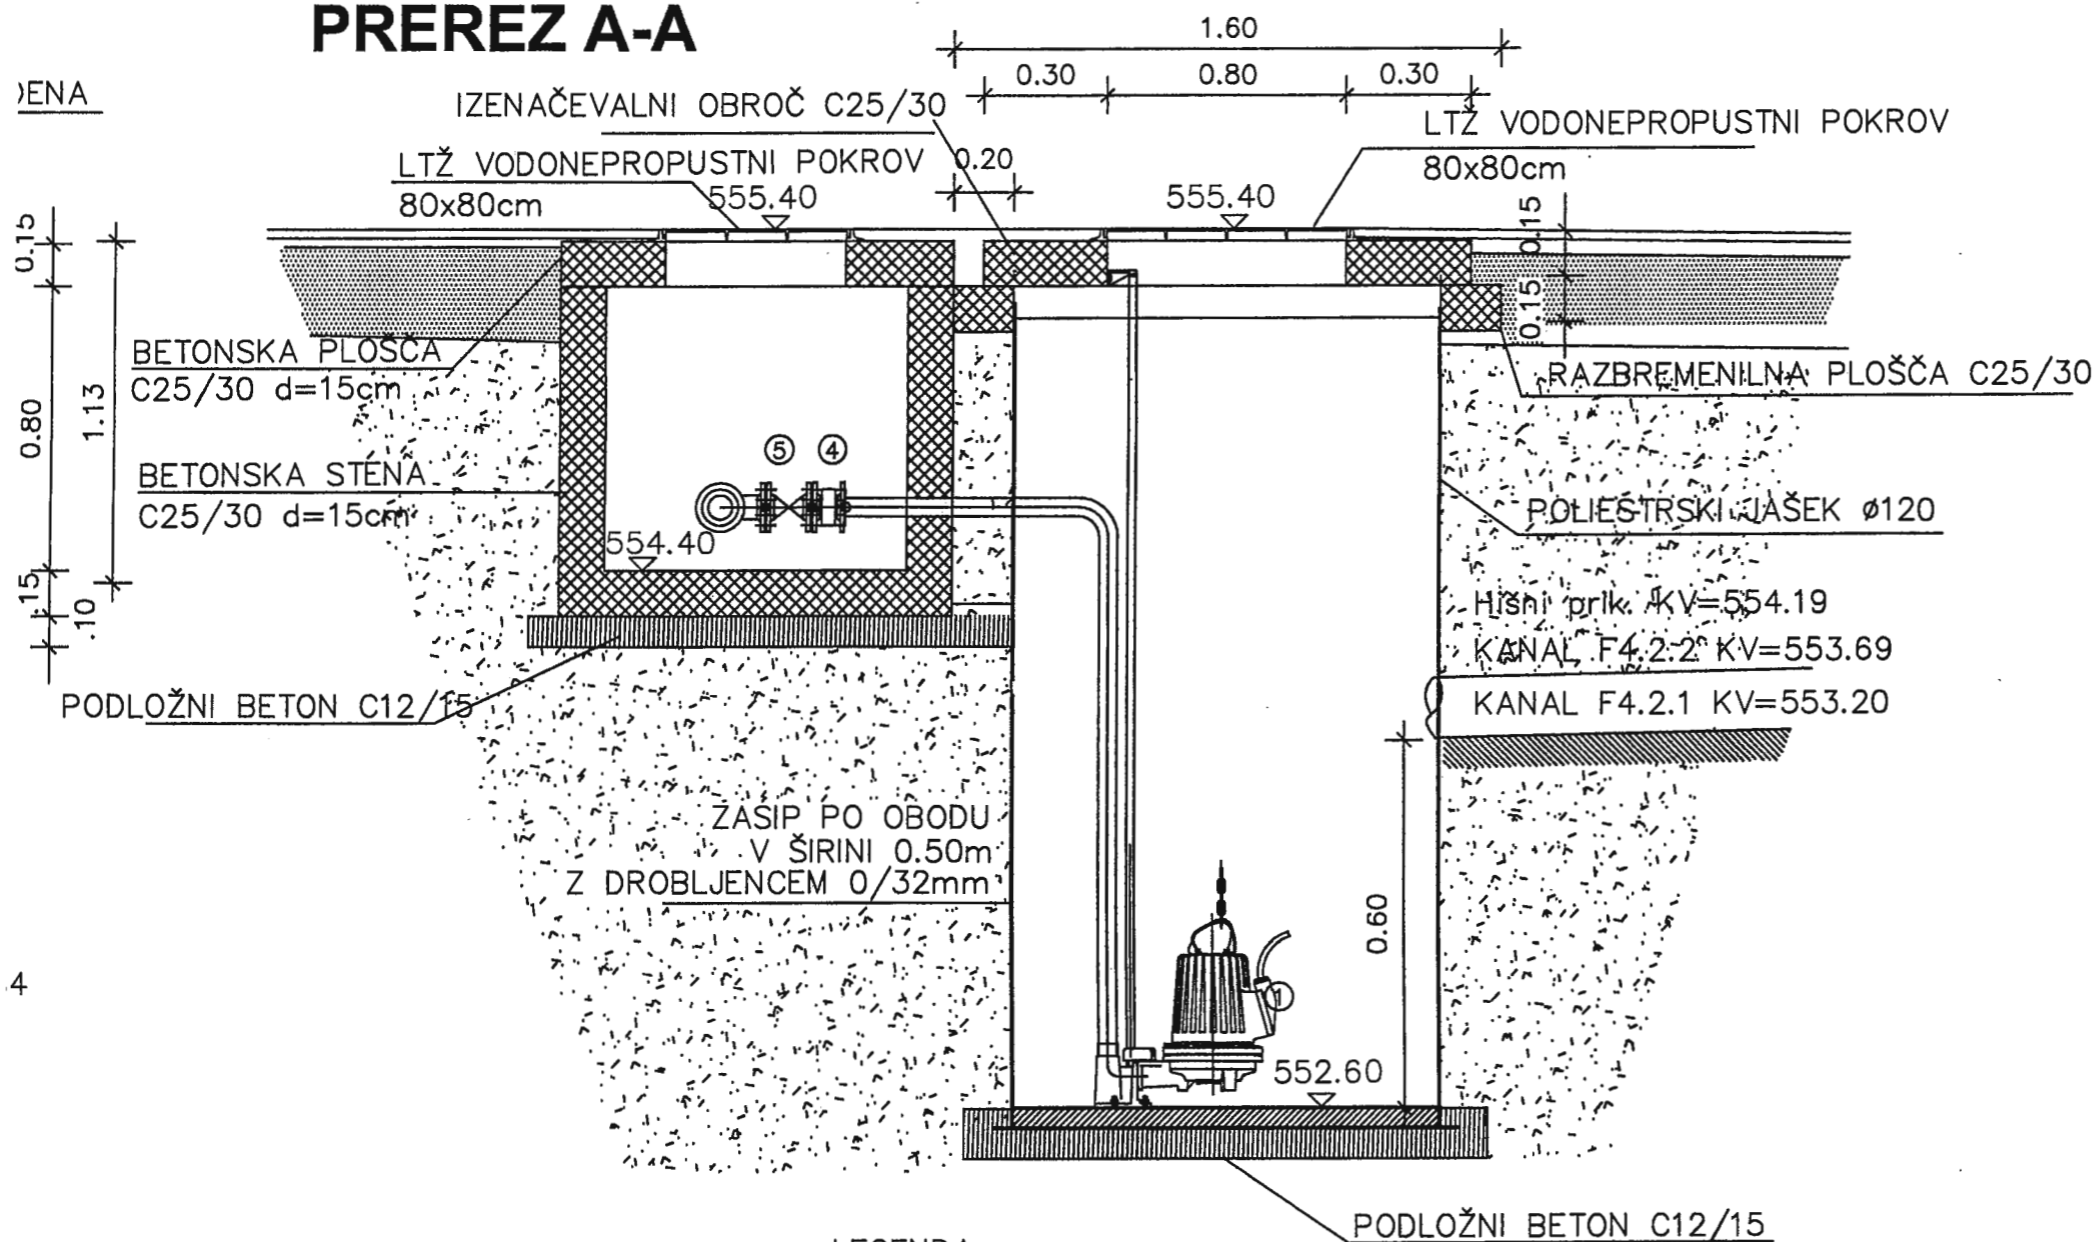 PREREZ A-A
1.60
0.30
0.80
0.30
IZENAČEVALNI OBROČ C25/30
LTŽ VODONEPROPUSTNI POKROV
80x80cm
LTŽ VODONEPROPUSTNI POKROV
80x80cm
0.20
555.40
555.40
0.15
0.15
0.15
BETONSKA PLOŠČA
C25/30 d=15cm
RAZBREMENILNA PLOŠČA C25/30
0.80
1.13
5
4
BETONSKA STENA
C25/30 d=15cm
POLIESTRSKI JAŠEK ø120
554.40
.15
.10
Hišni prik. KV=554.19
KANAL F4.2.2 KV=553.69
KANAL F4.2.1 KV=553.20
PODLOŽNI BETON C12/15
ZASIP PO OBODU
V ŠIRINI 0.50m
Z DROBLJENCEM 0/32mm
0.60
4
1
552.60
PODLOŽNI BETON C12/15